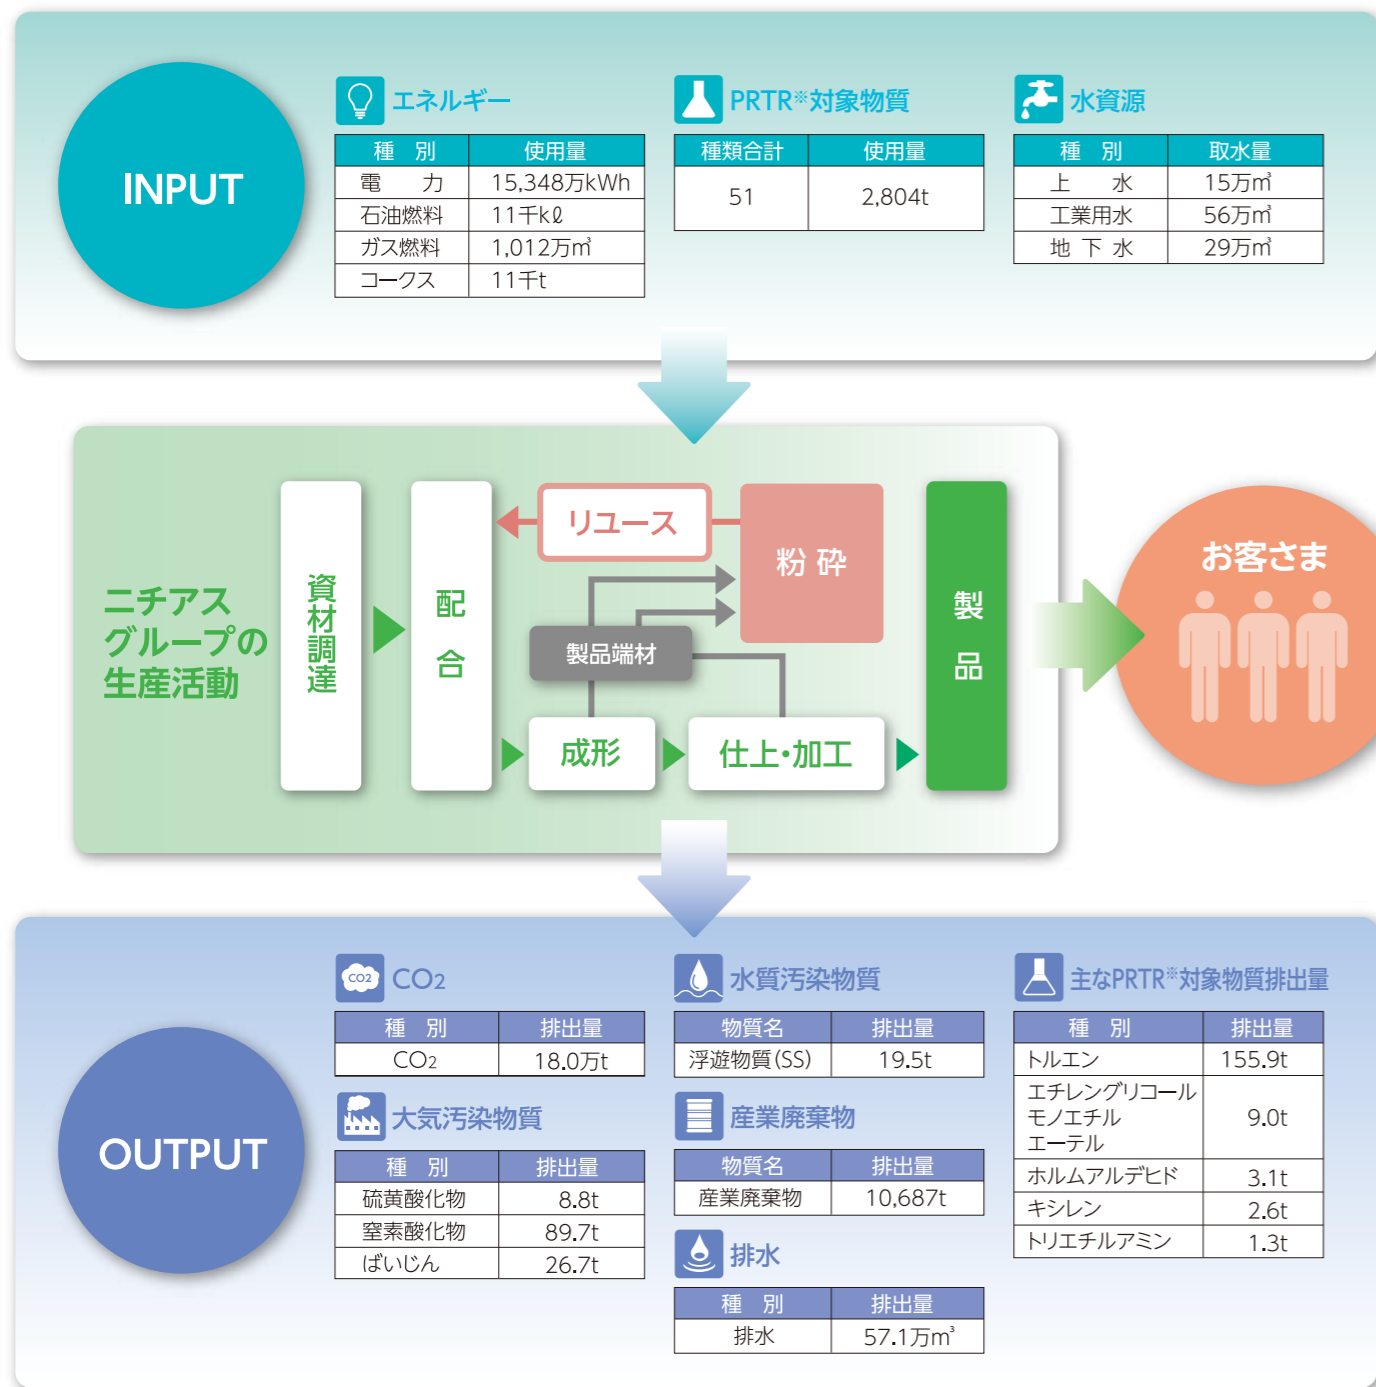 INPUT
エネルギー
種 別 使用量
電 力 15,348万kWh
石油燃料 11千kℓ
ガス燃料 1,012万㎥
コークス 11千t
PRTR※対象物質
種類合計 使用量
51 2,804t
水資源
種 別 取水量
上 水 15万㎥
工業用水 56万㎥
地 下 水 29万㎥
ニチアス
グループの
生産活動
資材調達
配合
リユース
粉砕
製品端材
成形
仕上・加工
製品
お客さま
OUTPUT
CO2
CO2
種 別 排出量
CO2 18.0万t
大気汚染物質
種 別 排出量
硫黄酸化物 8.8t
窒素酸化物 89.7t
ばいじん 26.7t
水質汚染物質
物質名 排出量
浮遊物質(SS) 19.5t
産業廃棄物
物質名 排出量
産業廃棄物 10,687t
排水
種 別 排出量
排水 57.1万m³
主なPRTR※対象物質排出量
種 別 排出量
トルエン 155.9t
エチレングリコール
モノエチル 9.0t
エーテル
ホルムアルデヒド 3.1t
キシレン 2.6t
トリエチルアミン 1.3t